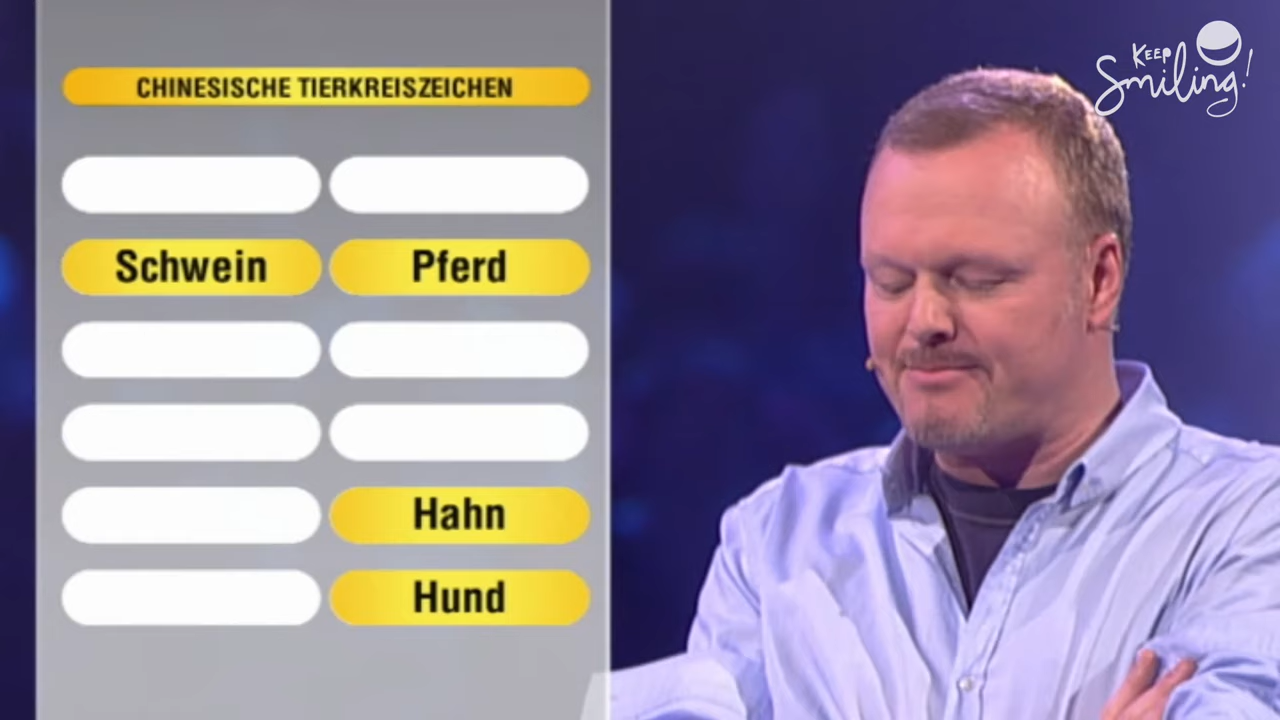 CHINESISCHE TIERKREISZEICHEN
Schwein Pferd
Hahn
Hund
KEEP
Smiling!